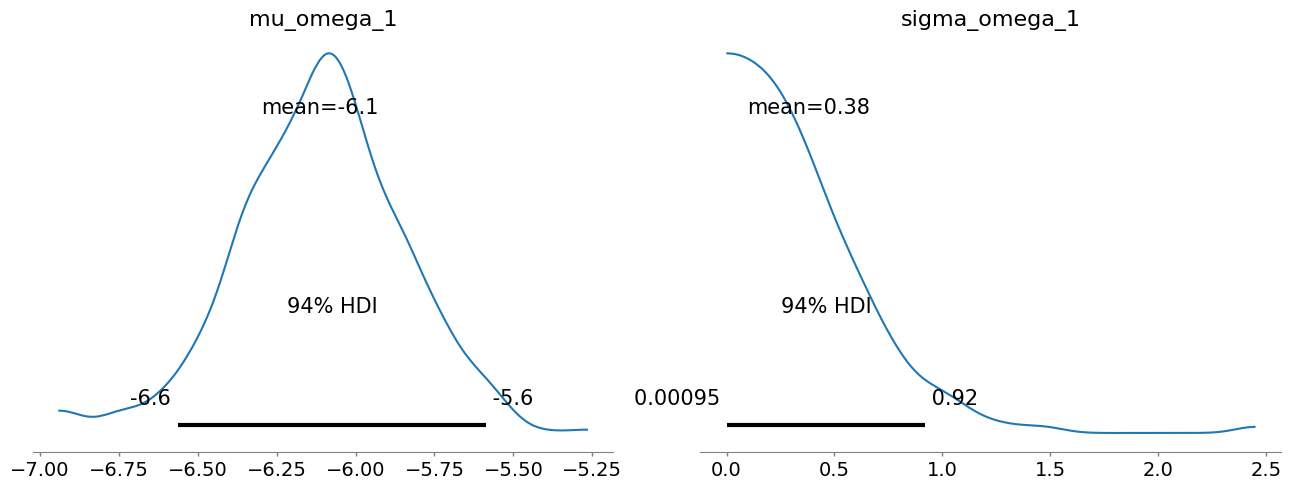 mu_omega_1
mean=-6.1
94% HDI
-6.6
-5.6
−7.00 −6.75 −6.50 −6.25 −6.00 −5.75 −5.50 −5.25
sigma_omega_1
mean=0.38
94% HDI
0.00095
0.92
0.0 0.5 1.0 1.5 2.0 2.5